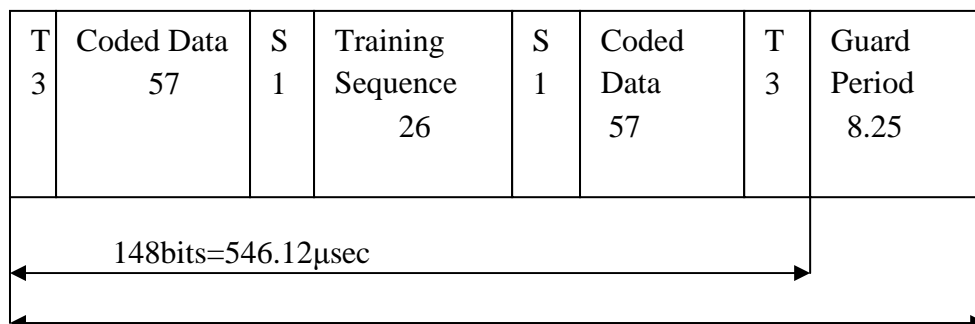 T 3
Coded Data 57
S 1
Training Sequence 26
S 1
Coded Data 57
T 3
Guard Period 8.25
148bits=546.12μsec